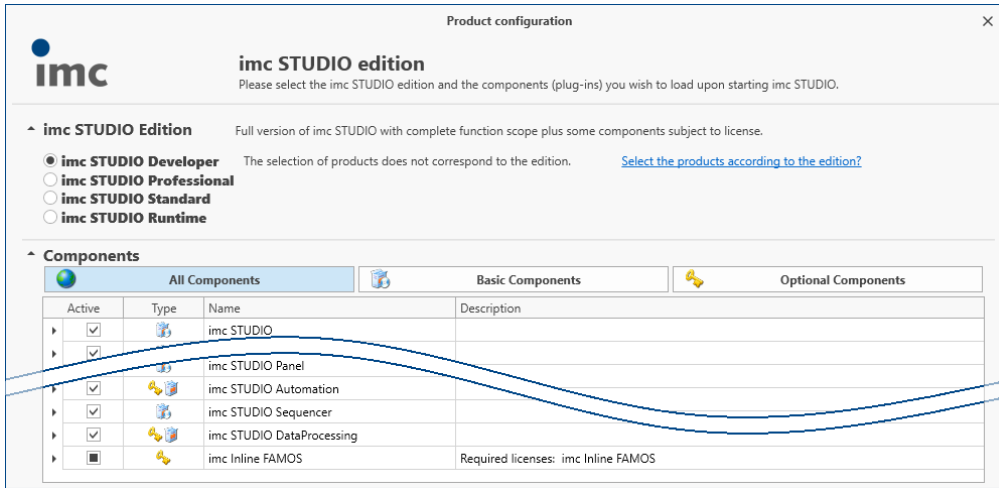 Product configuration
imc
imc STUDIO edition
Please select the imc STUDIO edition and the components (plug-ins) you wish to load upon starting imc STUDIO.
imc STUDIO Edition
Full version of imc STUDIO with complete function scope plus some components subject to license.
imc STUDIO Developer
The selection of products does not correspond to the edition.
Select the products according to the edition?
imc STUDIO Professional
imc STUDIO Standard
imc STUDIO Runtime
Components
All Components
Basic Components
Optional Components
Active Type Name Description
imc STUDIO
imc STUDIO Panel
imc STUDIO Automation
imc STUDIO Sequencer
imc STUDIO DataProcessing
imc Inline FAMOS Required licenses: imc Inline FAMOS